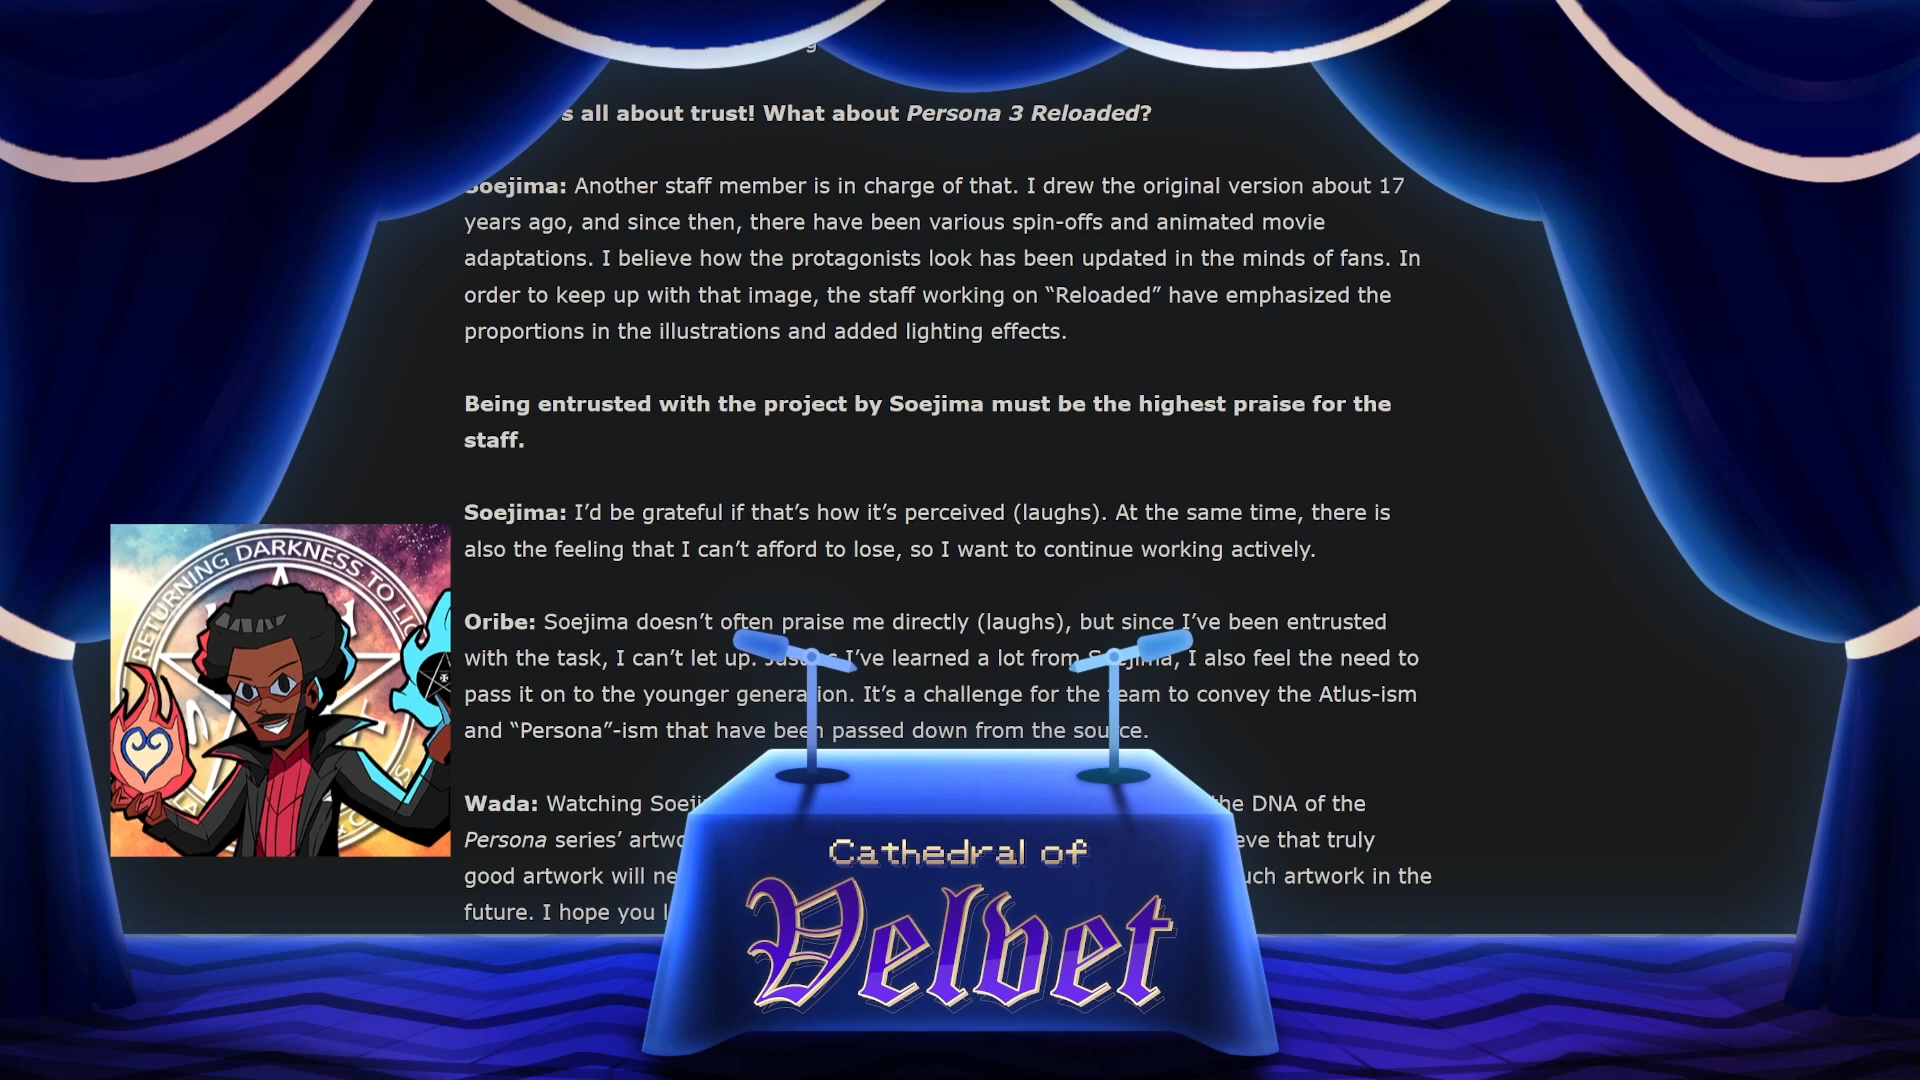 s all about trust! What about Persona 3 Reloaded?
Soejima: Another staff member is in charge of that. I drew the original version about 17
years ago, and since then, there have been various spin-offs and animated movie
adaptations. I believe how the protagonists look has been updated in the minds of fans. In
order to keep up with that image, the staff working on “Reloaded” have emphasized the
proportions in the illustrations and added lighting effects.
Being entrusted with the project by Soejima must be the highest praise for the
staff.
Soejima: I’d be grateful if that’s how it’s perceived (laughs). At the same time, there is
also the feeling that I can’t afford to lose, so I want to continue working actively.
RETURNING DARKNESS TO
Oribe: Soejima doesn’t often praise me directly (laughs), but since I’ve been entrusted
with the task, I can’t let up. I’ve learned a lot from Soejima, I also feel the need to
pass it on to the younger generation. It’s a challenge for the team to convey the Atlus-ism
and “Persona”-ism that have been passed down from the source.
Wada: Watching the DNA of the
Persona series’ that truly
good artwork will artwork in the
future. I hope you
Cathedral of
Velvet